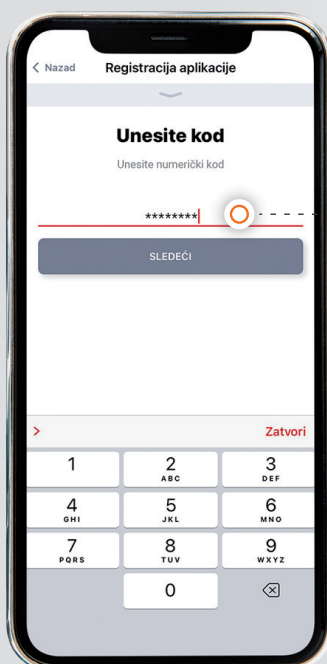 Nazad Registracija aplikacije
Unesite kod
Unesite numerički kod
********
SLEDEĆI
> Zatvori
1 2 3
ABC DEF
4 5 6
GHI JKL MNO
7 8 9
PQRS TUV WXYZ
0